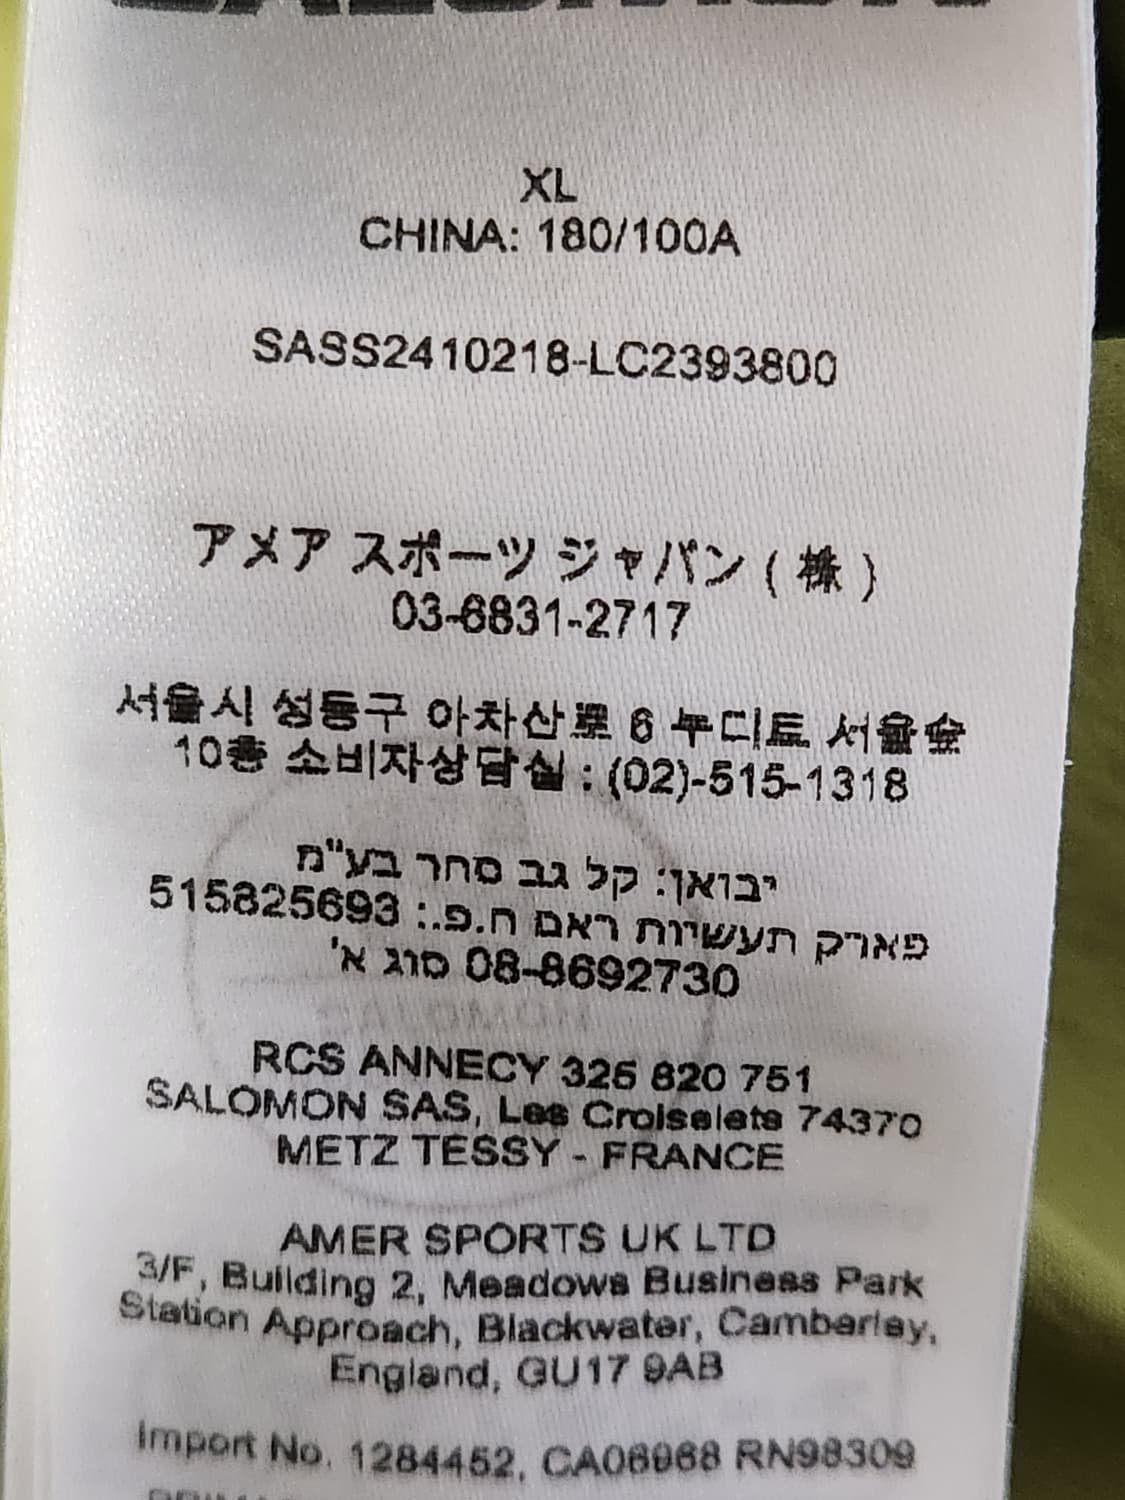 SALOMON
XL
CHINA: 180/100A
SASS2410218-LC2393800
アメア スポーツ ジャパン ( 株 )
03-6831-2717
서울시 성동구 아차산로 6 누디트 서울숲
10층 소비자상담실 : (02)-515-1318
יבואן: קל גב סחר בע"מ
פארק תעשיות ראם ח.פ.: 515825693
08-8692730 סוג א'
RCS ANNECY 325 820 751
SALOMON SAS, Les Croiselets 74370
METZ TESSY - FRANCE
AMER SPORTS UK LTD
3/F, Building 2, Meadows Business Park
Station Approach, Blackwater, Camberley,
England, GU17 9AB
Import No. 1284452, CA06968 RN98309